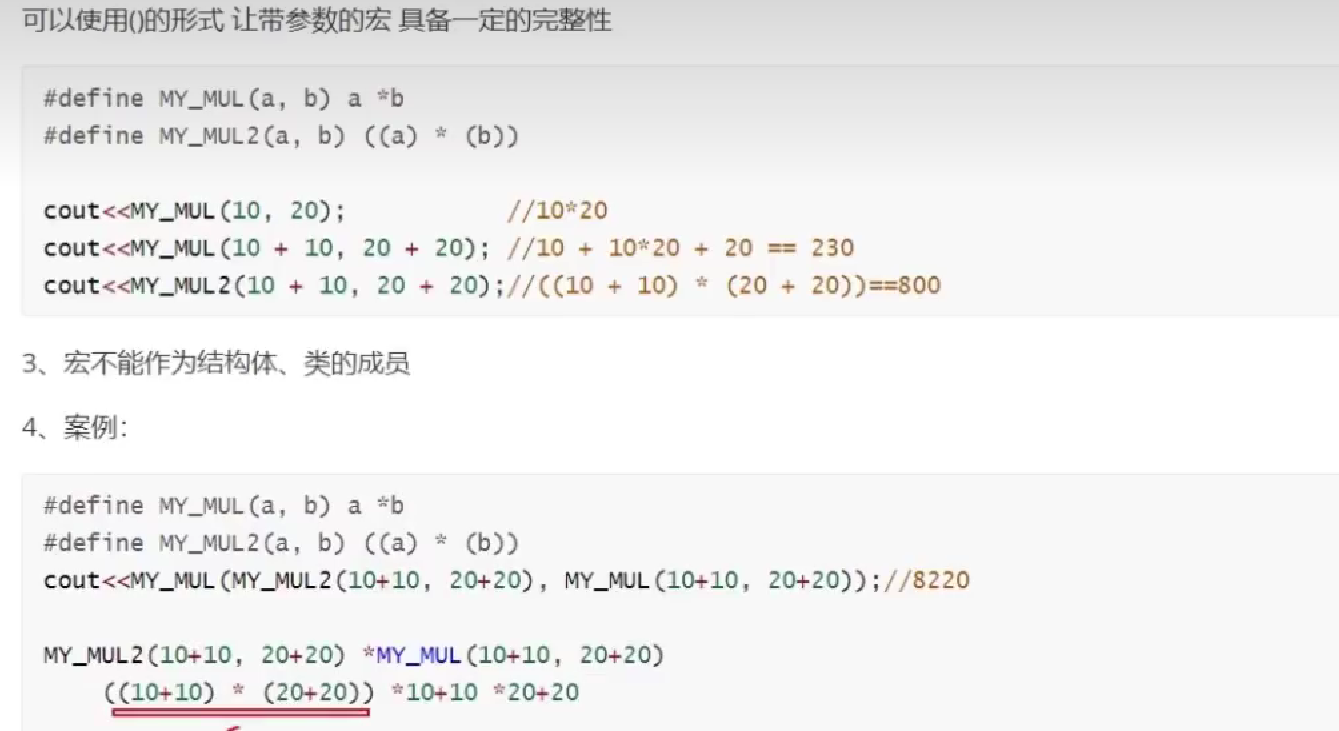 可以使用()的形式 让带参数的宏 具备一定的完整性
#define MY_MUL(a, b) a *b
#define MY_MUL2(a, b) ((a) * (b))
cout<<MY_MUL(10, 20); //10*20
cout<<MY_MUL(10 + 10, 20 + 20); //10 + 10*20 + 20 == 230
cout<<MY_MUL2(10 + 10, 20 + 20);//((10 + 10) * (20 + 20))==800
3、宏不能作为结构体、类的成员
4、案例：
#define MY_MUL(a, b) a *b
#define MY_MUL2(a, b) ((a) * (b))
cout<<MY_MUL(MY_MUL2(10+10, 20+20), MY_MUL(10+10, 20+20));//8220
MY_MUL2(10+10, 20+20) *MY_MUL(10+10, 20+20)
((10+10) * (20+20)) *10+10 *20+20